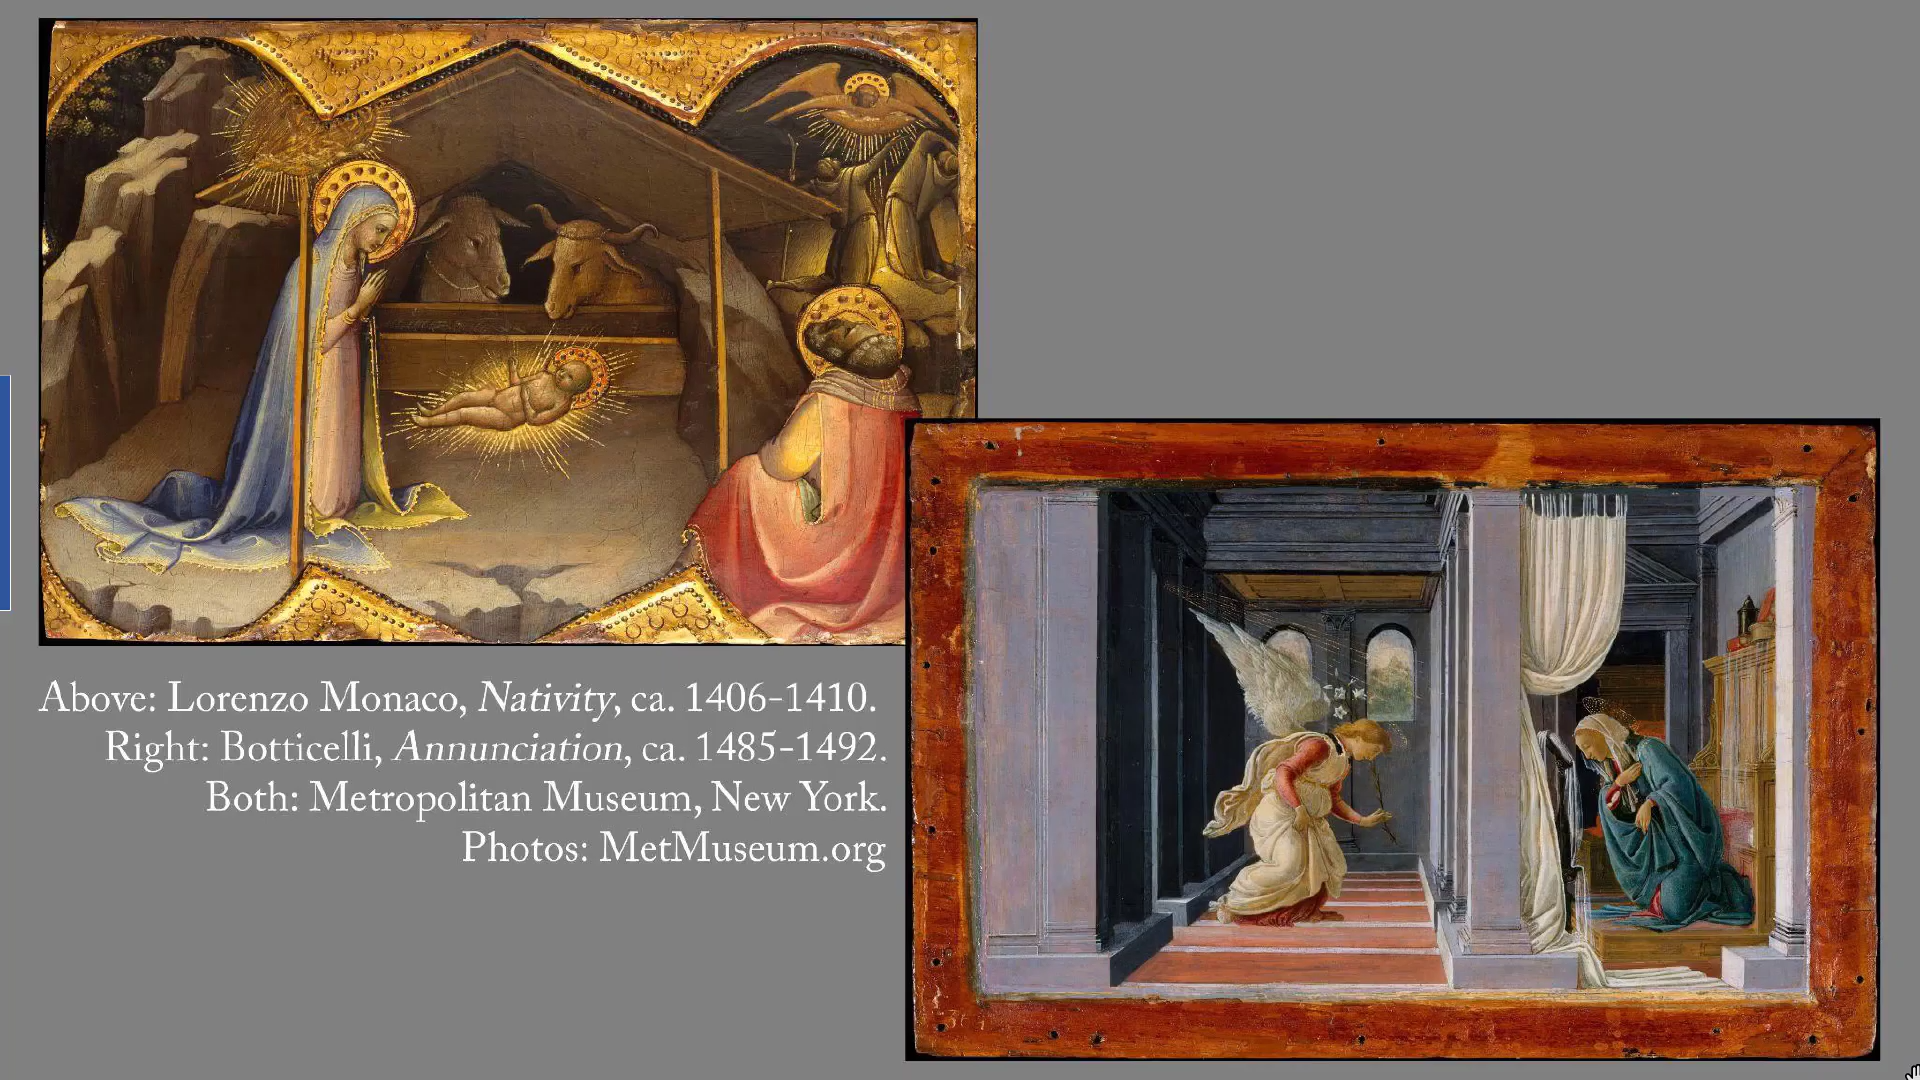 Above: Lorenzo Monaco, Nativity, ca. 1406-1410.
Right: Botticelli, Annunciation, ca. 1485-1492.
Both: Metropolitan Museum, New York.
Photos: MetMuseum.org